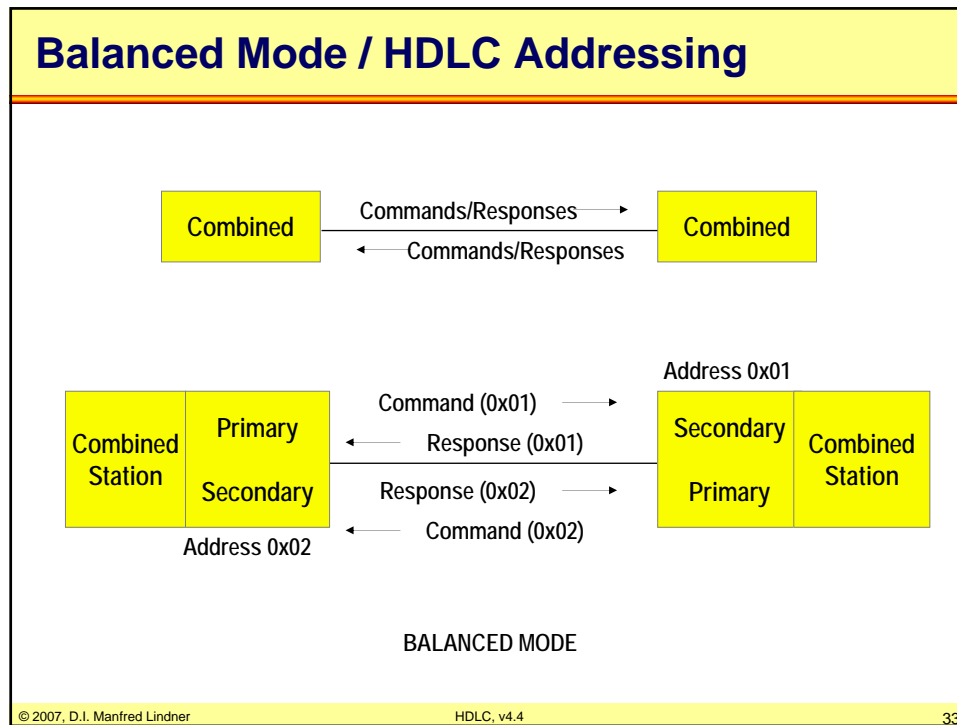 Balanced Mode / HDLC Addressing
Combined
Commands/Responses
Commands/Responses
Combined
Address 0x01
Combined
Station
Primary
Secondary
Command (0x01)
Response (0x01)
Response (0x02)
Command (0x02)
Secondary
Primary
Combined
Station
Address 0x02
BALANCED MODE
© 2007, D.I. Manfred Lindner
HDLC, v4.4
33